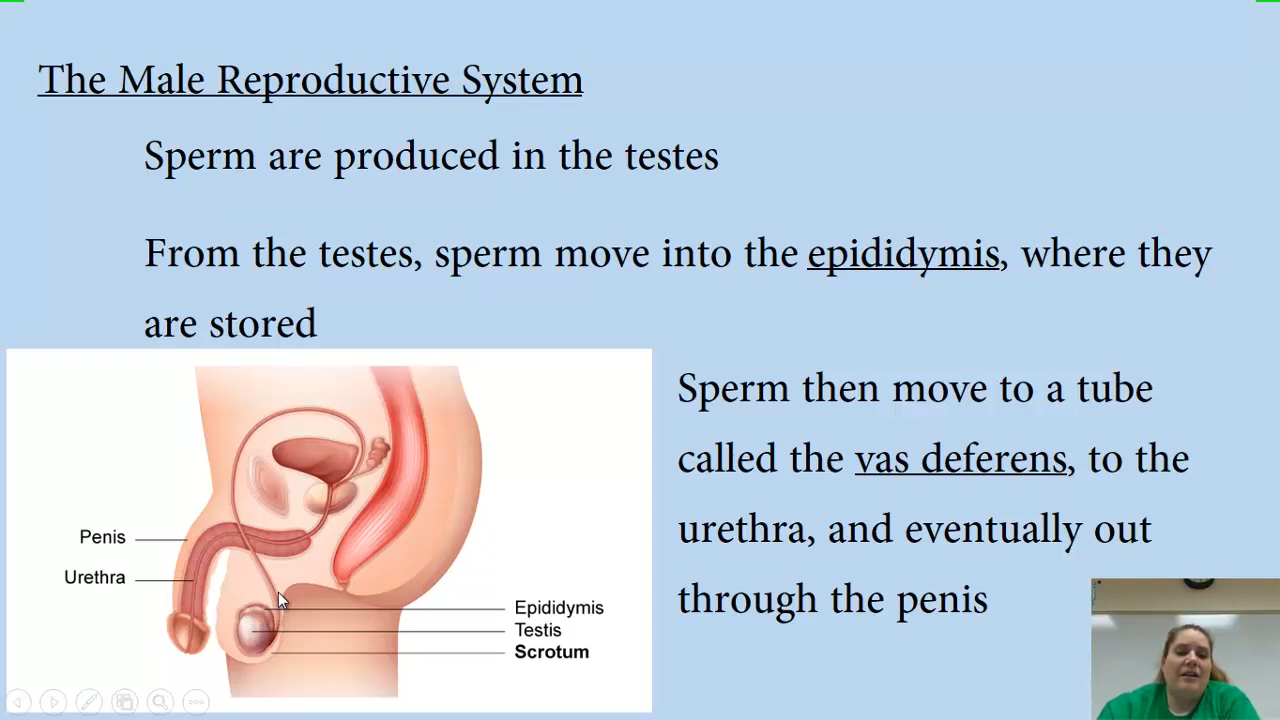 The Male Reproductive System
Sperm are produced in the testes
From the testes, sperm move into the epididymis, where they
are stored
Sperm then move to a tube
called the vas deferens, to the
urethra, and eventually out
through the penis
Penis
Urethra
Epididymis
Testis
Scrotum